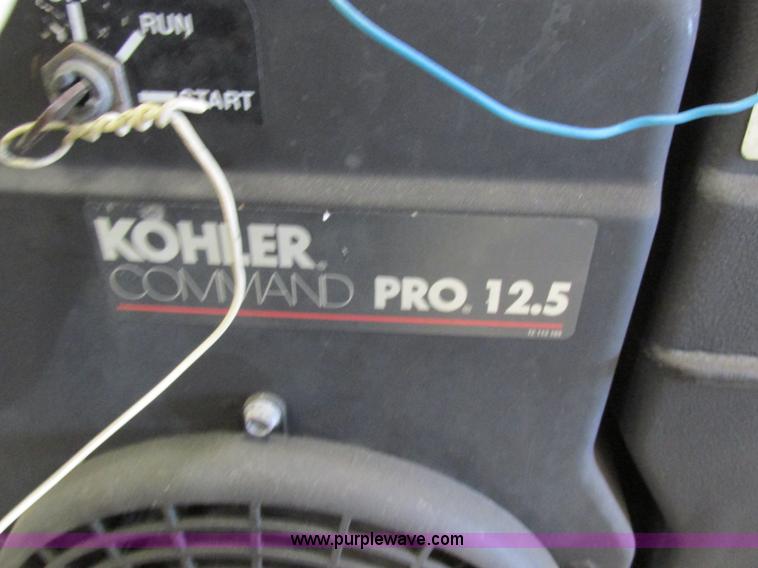 RUN
START
KOHLER
COMMAND PRO 12.5
www.purplewave.com